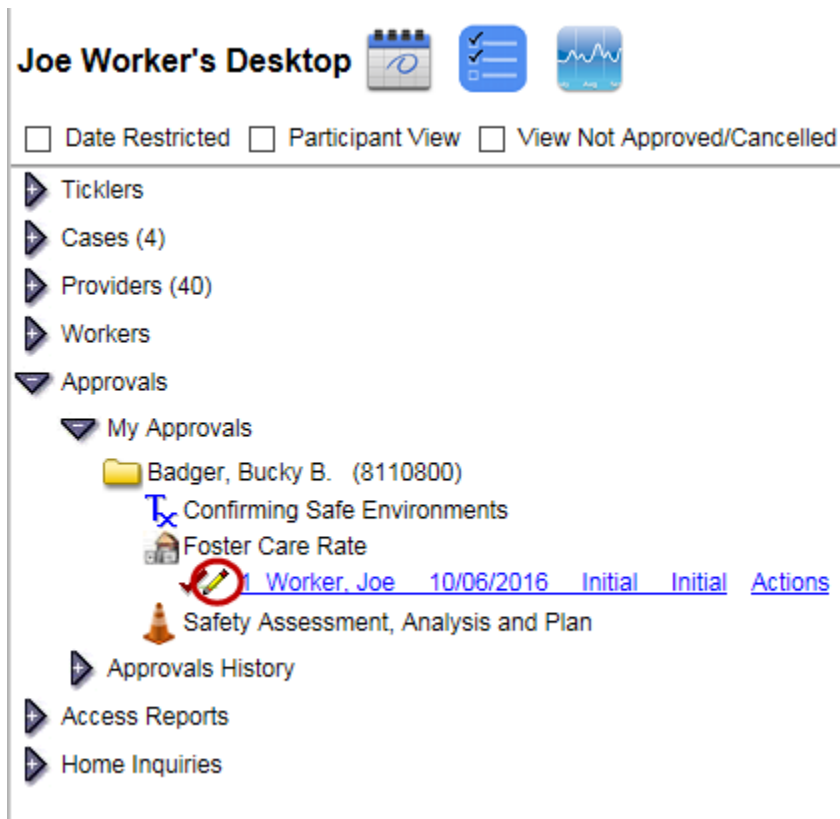 Joe Worker's Desktop
Date Restricted Participant View View Not Approved/Cancelled
Ticklers
Cases (4)
Providers (40)
Workers
Approvals
My Approvals
Badger, Bucky B. (8110800)
Tx Confirming Safe Environments
Foster Care Rate
1 Worker, Joe 10/06/2016 Initial Initial Actions
Safety Assessment, Analysis and Plan
Approvals History
Access Reports
Home Inquiries